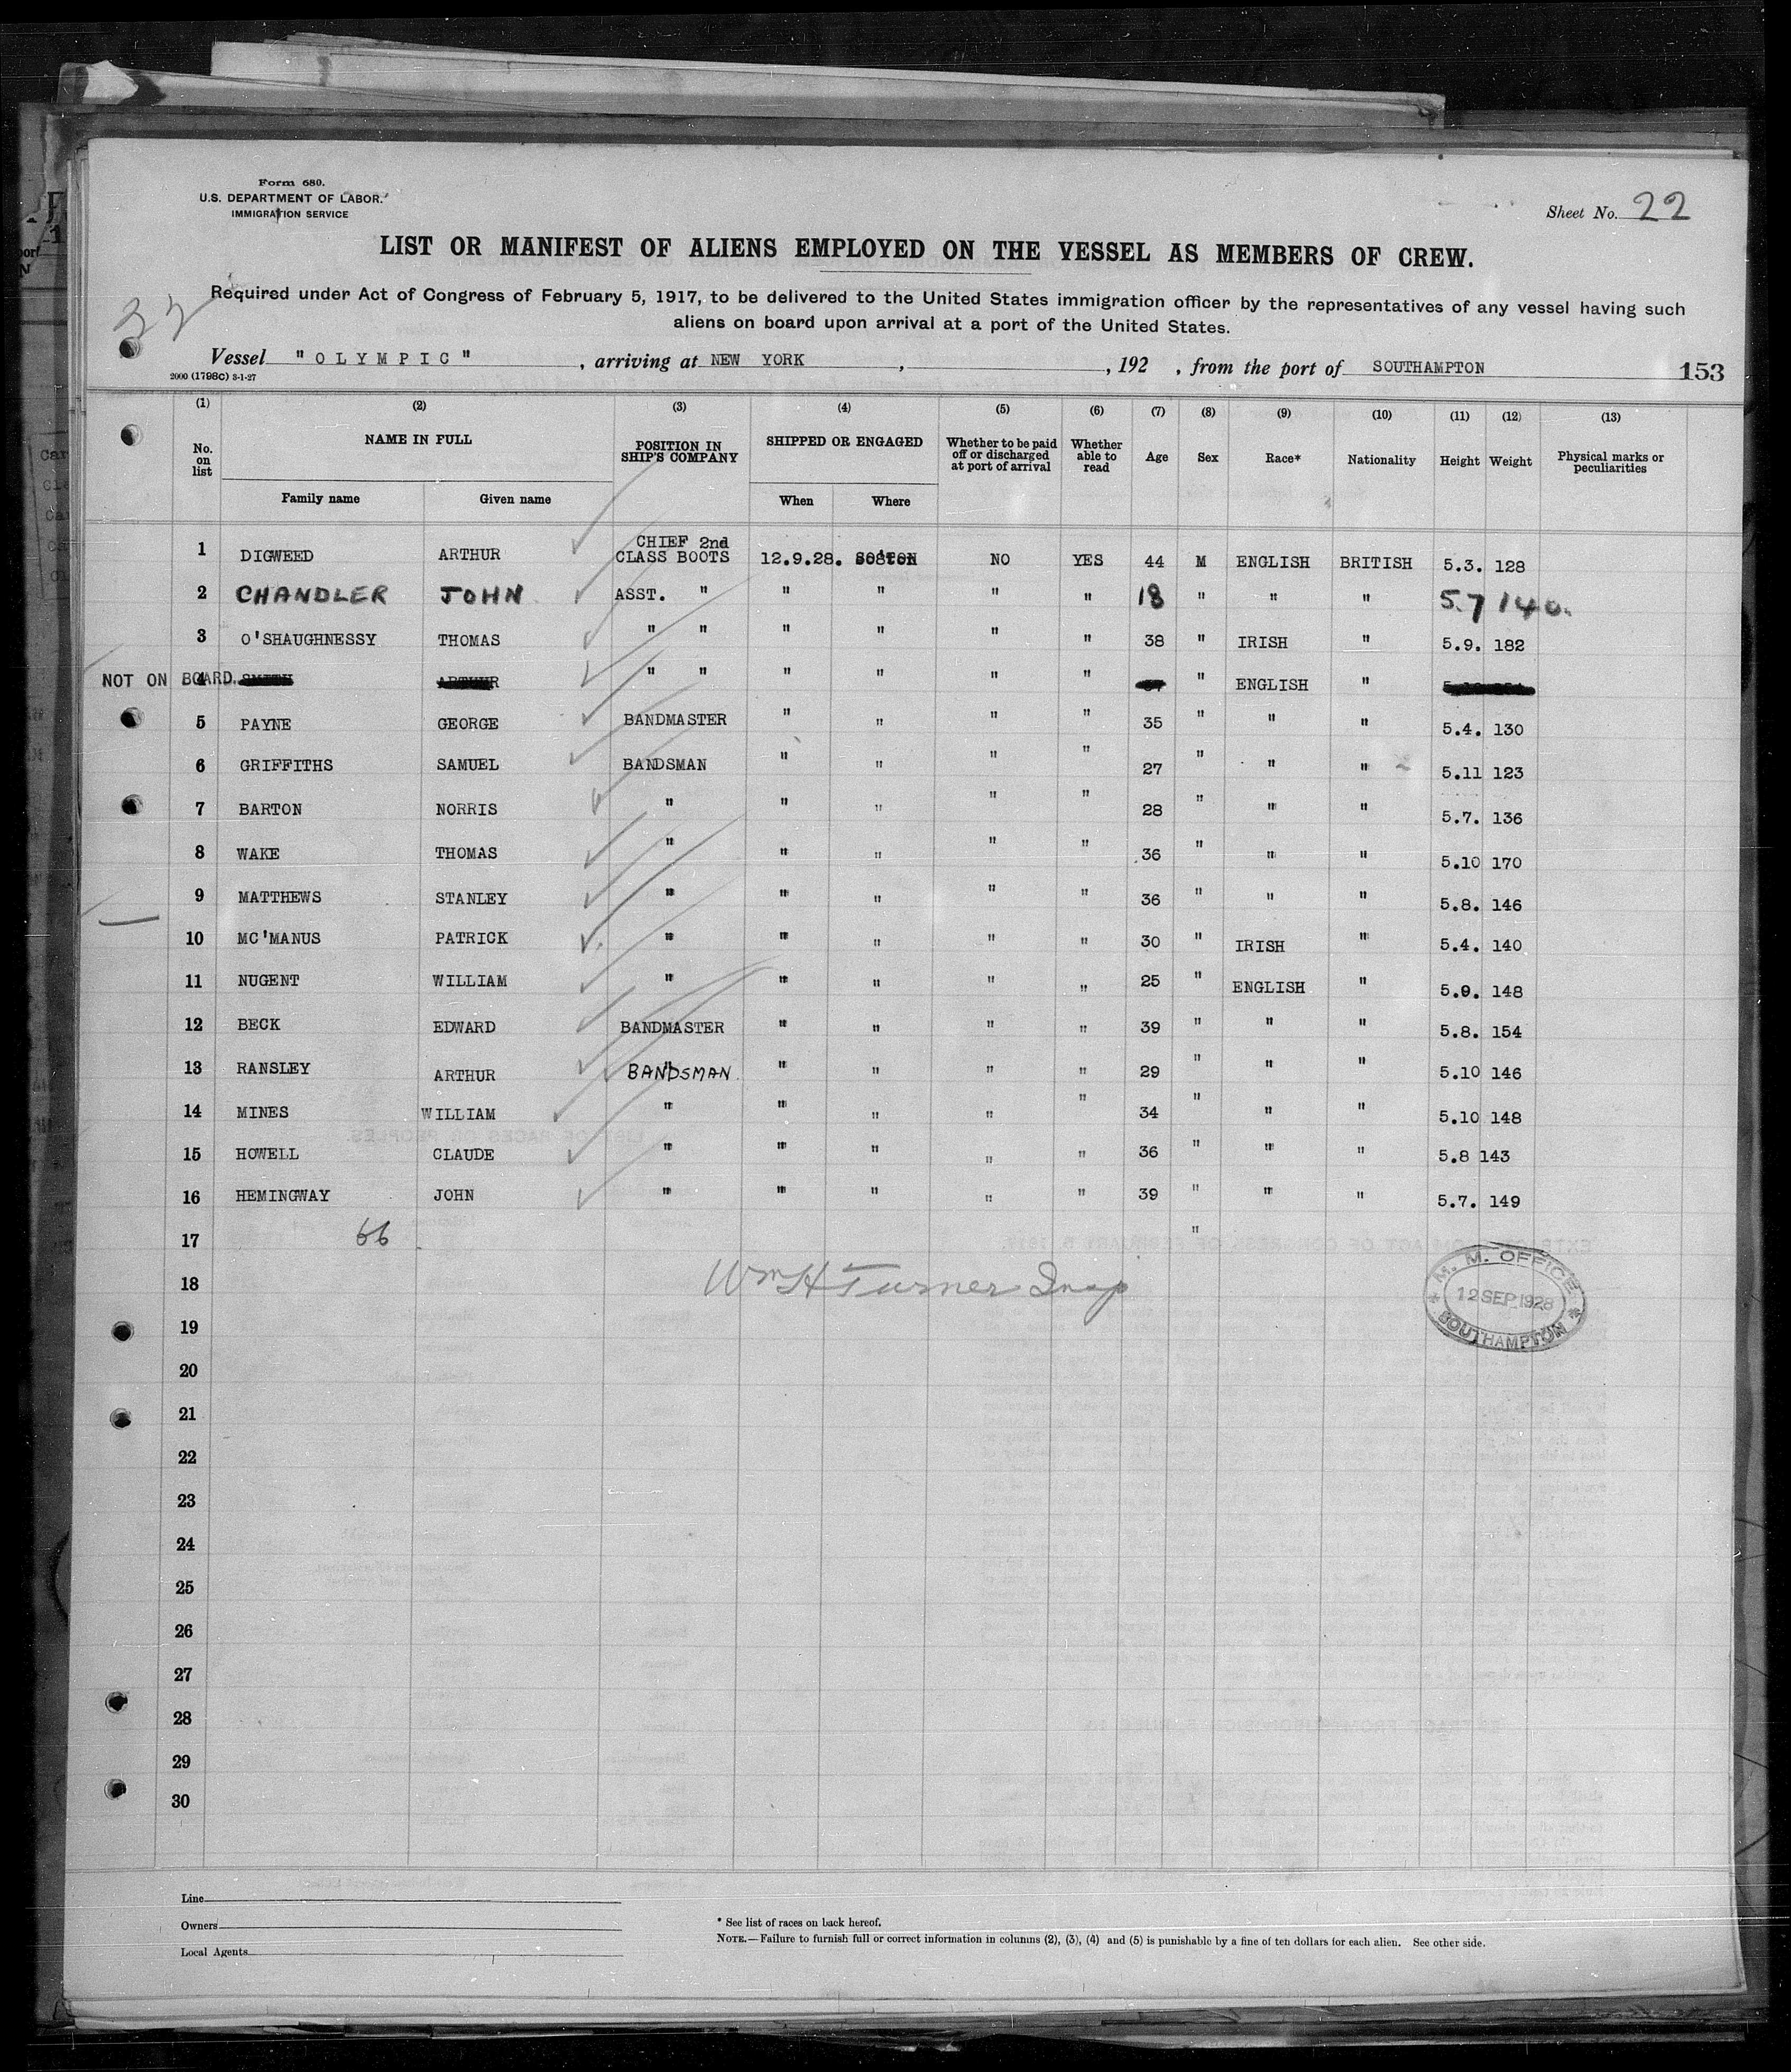 Form 680.
U.S. DEPARTMENT OF LABOR.
IMMIGRATION SERVICE
Sheet No. 22
LIST OR MANIFEST OF ALIENS EMPLOYED ON THE VESSEL AS MEMBERS OF CREW.
Required under Act of Congress of February 5, 1917, to be delivered to the United States immigration officer by the representatives of any vessel having such
aliens on board upon arrival at a port of the United States.
Vessel "OLYMPIC", arriving at NEW YORK, , 192 , from the port of SOUTHAMPTON 153
2000 (1798C) 3-1-27
(1) (2) (3) (4) (5) (6) (7) (8) (9) (10) (11) (12) (13)
No. on list NAME IN FULL POSITION IN SHIP'S COMPANY SHIPPED OR ENGAGED Whether to be paid off or discharged at port of arrival Whether able to read Age Sex Race* Nationality Height Weight Physical marks or peculiarities
Family name Given name When Where
1 DIGWEED ARTHUR CHIEF 2nd CLASS BOOTS 12.9.28. NO YES 44 M ENGLISH BRITISH 5.3. 128
2 CHANDLER JOHN ASST. " " " " " 18 " " " 5.7 140.
3 O'SHAUGHNESSY THOMAS " " " " " " 38 " IRISH " 5.9. 182
NOT ON BOARD. 4 SMITH ARTHUR " " " " " " " ENGLISH "
5 PAYNE GEORGE BANDMASTER " " " " 35 " " " 5.4. 130
6 GRIFFITHS SAMUEL BANDSMAN " " " 27 " " " 5.11 123
7 BARTON NORRIS " " " " " 28 " " " 5.7. 136
8 WAKE THOMAS " " " " " 36 " " " 5.10 170
9 MATTHEWS STANLEY " " " " " 36 " " " 5.8. 146
10 MC'MANUS PATRICK " " " " " 30 " IRISH " 5.4. 140
11 NUGENT WILLIAM " " " " " 25 " ENGLISH " 5.9. 148
12 BECK EDWARD BANDMASTER " " " " 39 " " " 5.8. 154
13 RANSLEY ARTHUR BANDSMAN " " " " 29 " " " 5.10 146
14 MINES WILLIAM " " " " " 34 " " " 5.10 148
15 HOWELL CLAUDE " " " " " 36 " " " 5.8 143
16 HEMINGWAY JOHN " " " " " 39 " " " 5.7. 149
17 66 "
18 Wm H Turner Insp
M. M. OFFICE
12 SEP 1928
SOUTHAMPTON
19
20
21
22
23
24
25
26
27
28
29
30
Line
Owners
Local Agents
* See list of races on back hereof.
NOTE.—Failure to furnish full or correct information in columns (2), (3), (4) and (5) is punishable by a fine of ten dollars for each alien. See other side.